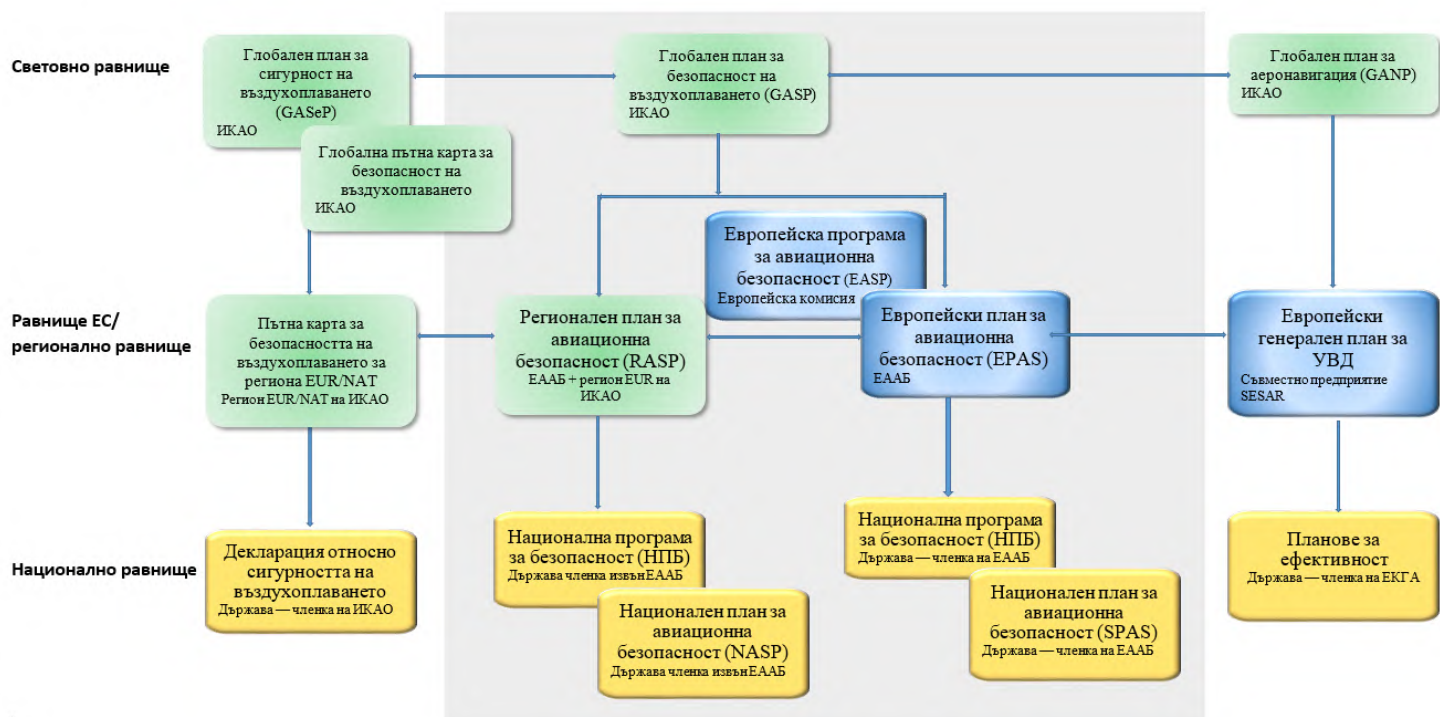 Световно равнище
Глобален план за
сигурност на
въздухоплаването
(GASeP)
ИКАО
Глобална пътна карта за
безопасност на
въздухоплаването
ИКАО
Глобален план за
безопасност на
въздухоплаването (GASP)
ИКАО
Глобален план за
аеронавигация (GANP)
ИКАО
Равнище ЕС/
регионално равнище
Пътна карта за
безопасността на
въздухоплаването за
региона EUR/NAT
Регион EUR/NAT на ИКАО
Регионален план за
авиационна
безопасност (RASP)
ЕААБ + регион EUR на
ИКАО
Европейска програма
за авиационна
безопасност (EASP)
Европейска комисия
Европейски план за
авиационна
безопасност (EPAS)
ЕААБ
Европейски
генерален план за
УВД
Съвместно предприятие
SESAR
Национално равнище
Декларация относно
сигурността на
въздухоплаването
Държава — членка на ИКАО
Национална програма
за безопасност (НПБ)
Държава членка извън ЕААБ
Национален план за
авиационна
безопасност (NASP)
Държава членка извън ЕААБ
Национална програма
за безопасност (НПБ)
Държава — членка на ЕААБ
Национален план за
авиационна
безопасност (SPAS)
Държава — членка на ЕААБ
Планове за
ефективност
Държава — членка на ЕКГА